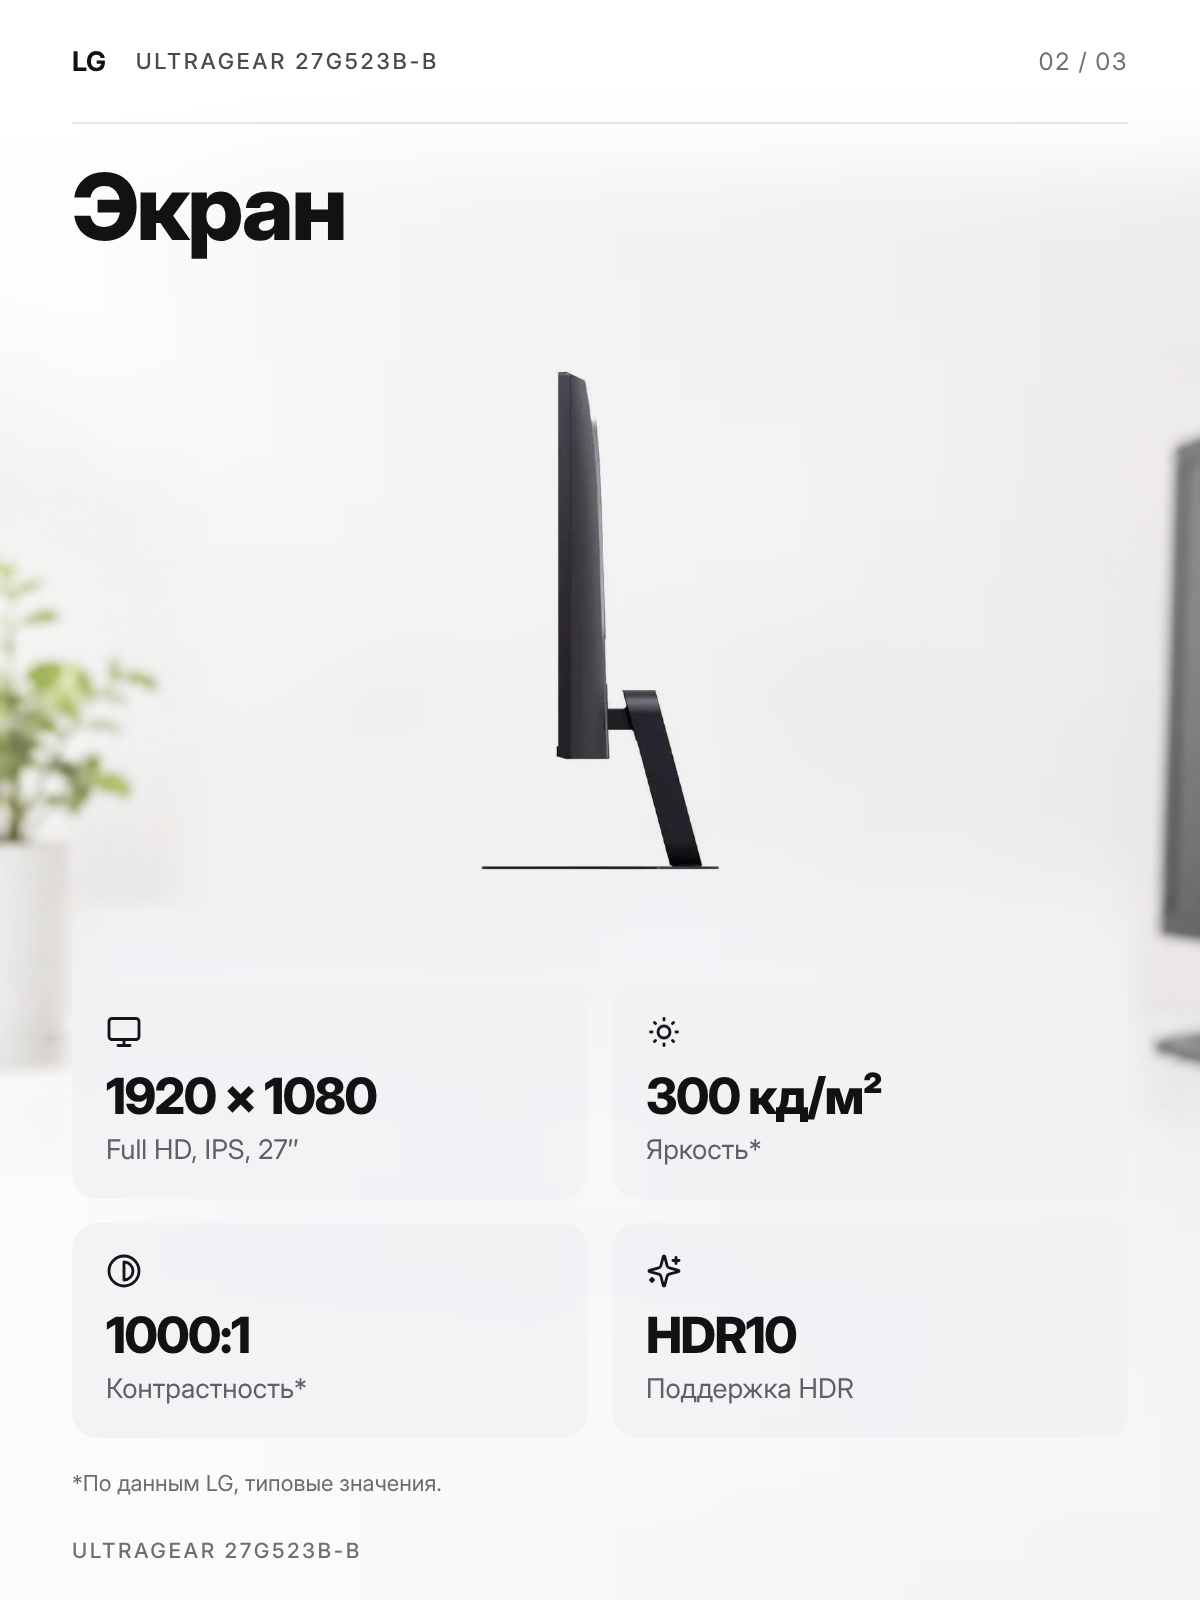 LG ULTRAGEAR 27G523B-B 02 / 03
Экран
1920 × 1080
Full HD, IPS, 27″
300 кд/м²
Яркость*
1000:1
Контрастность*
HDR10
Поддержка HDR
*По данным LG, типовые значения.
ULTRAGEAR 27G523B-B